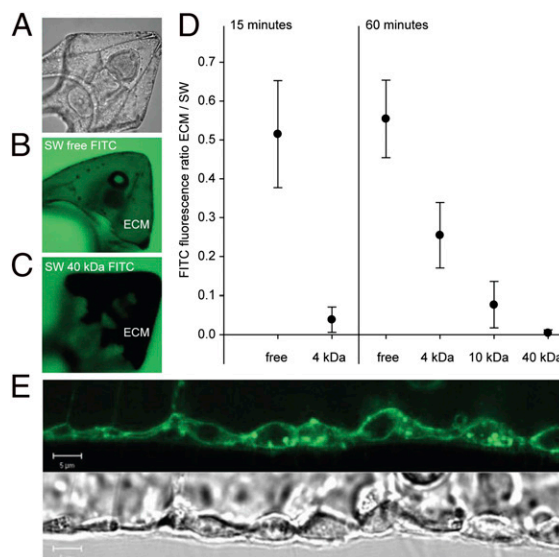 A
B
SW free FITC
ECM
C
SW 40 kDa FITC
ECM
D
15 minutes
60 minutes
FITC fluorescence ratio ECM / SW
0.7
0.6
0.5
0.4
0.3
0.2
0.1
0.0
free
4 kDa
free
4 kDa
10 kDa
40 kDa
E
5 µm